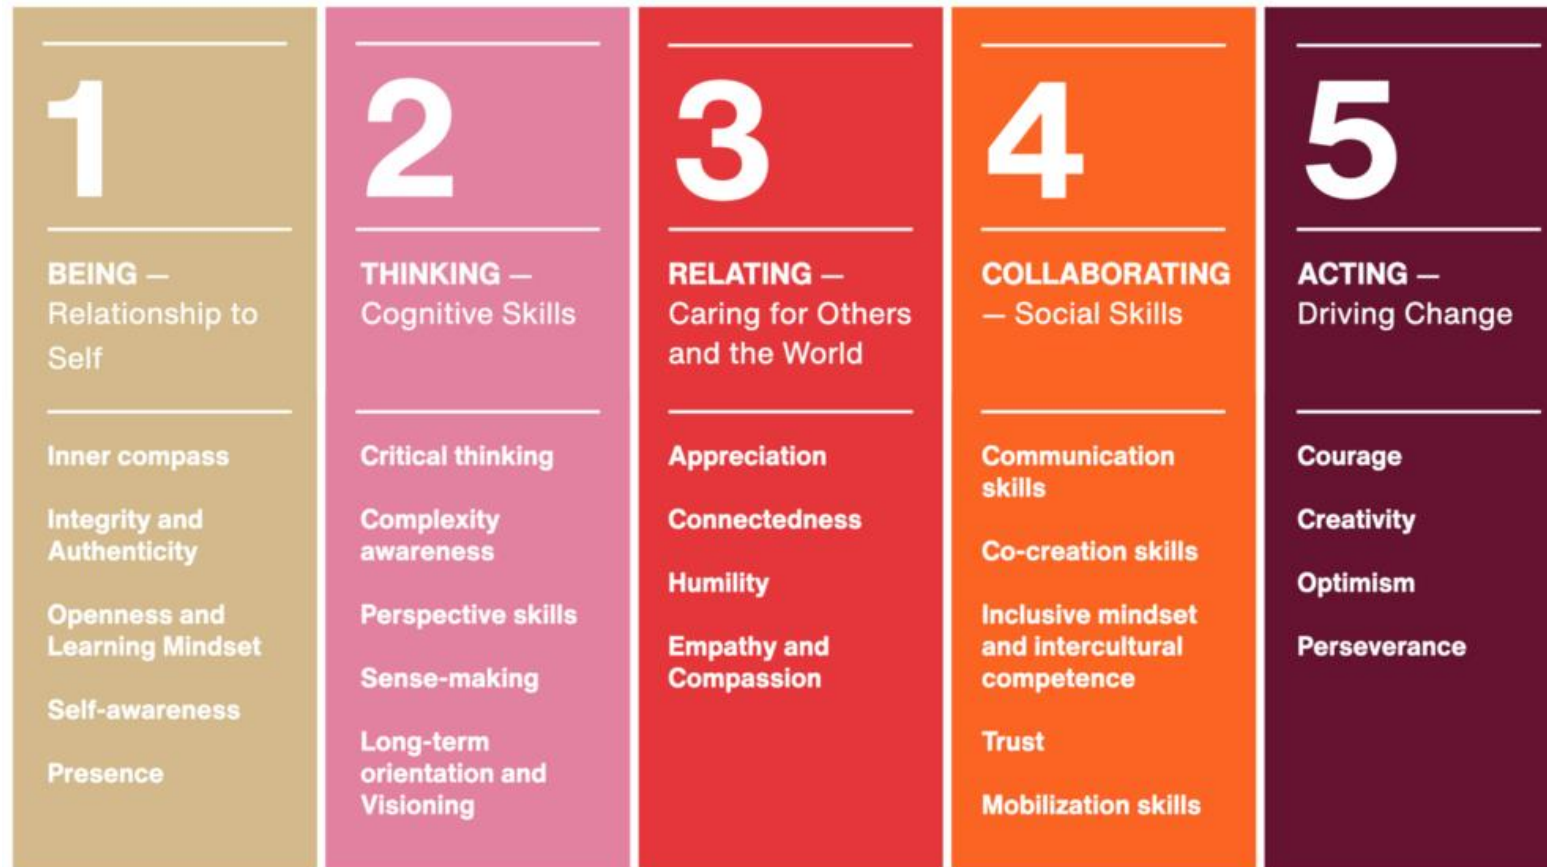 1
BEING —
Relationship to
Self
Inner compass
Integrity and
Authenticity
Openness and
Learning Mindset
Self-awareness
Presence
2
THINKING —
Cognitive Skills
Critical thinking
Complexity
awareness
Perspective skills
Sense-making
Long-term
orientation and
Visioning
3
RELATING —
Caring for Others
and the World
Appreciation
Connectedness
Humility
Empathy and
Compassion
4
COLLABORATING
— Social Skills
Communication
skills
Co-creation skills
Inclusive mindset
and intercultural
competence
Trust
Mobilization skills
5
ACTING —
Driving Change
Courage
Creativity
Optimism
Perseverance